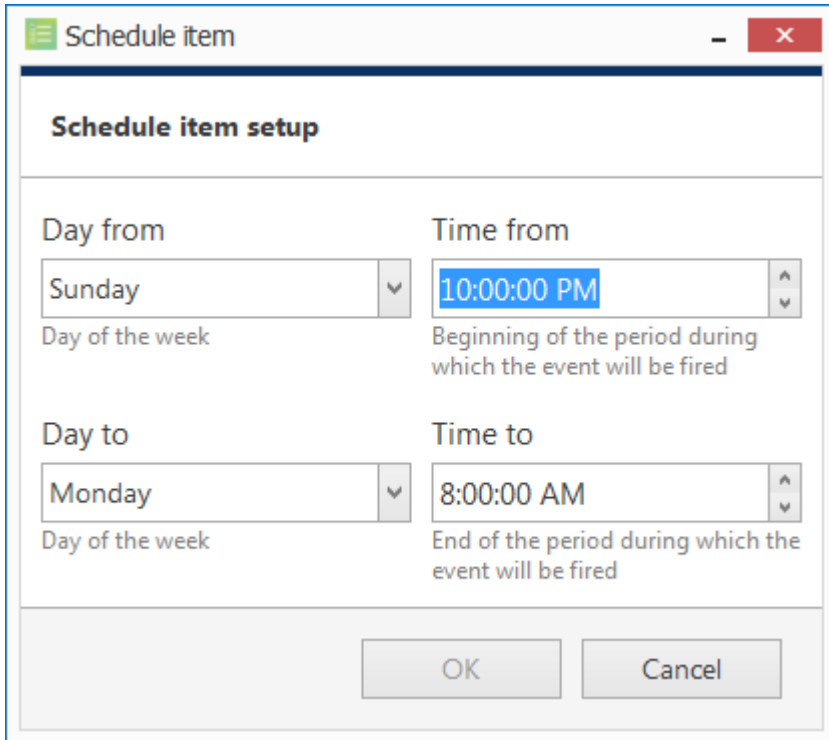 Schedule item
Schedule item setup
Day from
Time from
Sunday
10:00:00 PM
Day of the week
Beginning of the period during
which the event will be fired
Day to
Time to
Monday
8:00:00 AM
Day of the week
End of the period during which the
event will be fired
OK
Cancel